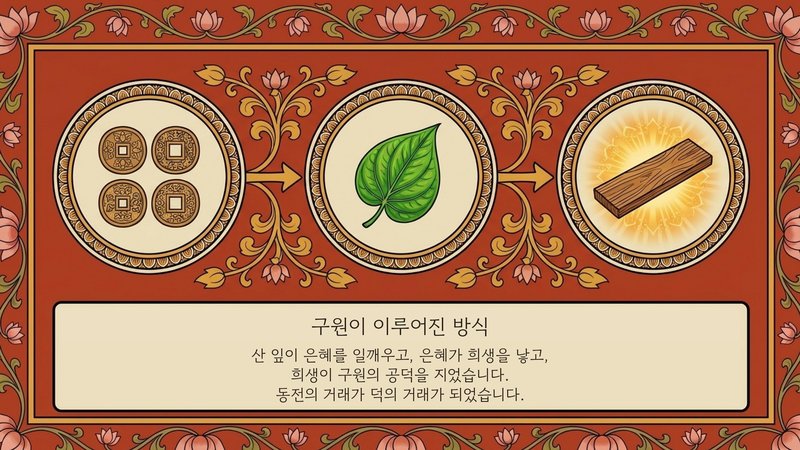 구원이 이루어진 방식
산 잎이 은혜를 일깨우고, 은혜가 희생을 낳고,
희생이 구원의 공덕을 지었습니다.
동전의 거래가 덕의 거래가 되었습니다.